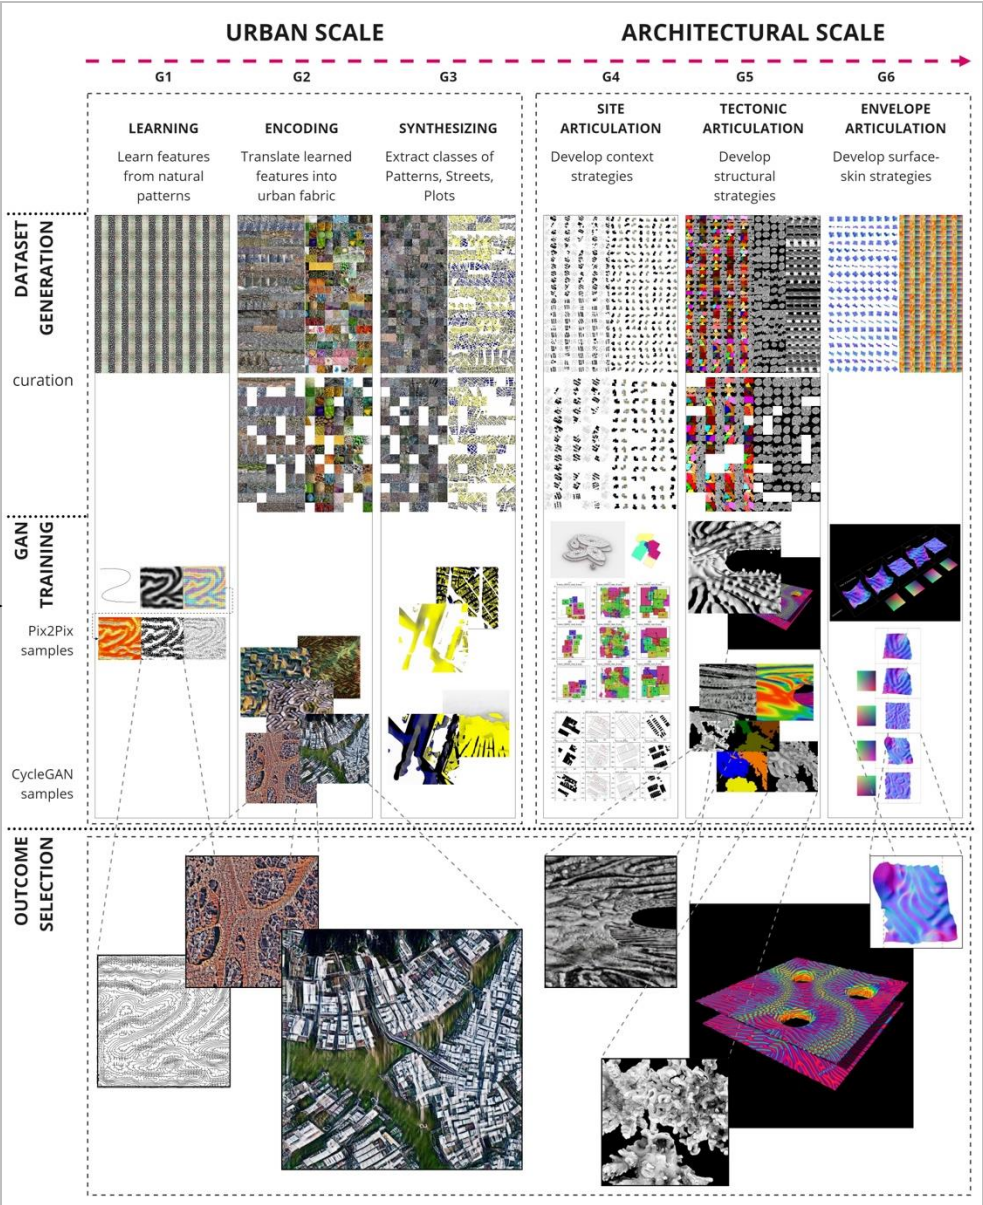 URBAN SCALE
ARCHITECTURAL SCALE
G1
G2
G3
G4
G5
G6
LEARNING
Learn features
from natural
patterns
ENCODING
Translate learned
features into
urban fabric
SYNTHESIZING
Extract classes of
Patterns, Streets,
Plots
SITE
ARTICULATION
Develop context
strategies
TECTONIC
ARTICULATION
Develop
structural
strategies
ENVELOPE
ARTICULATION
Develop surface-
skin strategies
DATASET
GENERATION
curation
GAN
TRAINING
Pix2Pix
samples
CycleGAN
samples
OUTCOME
SELECTION